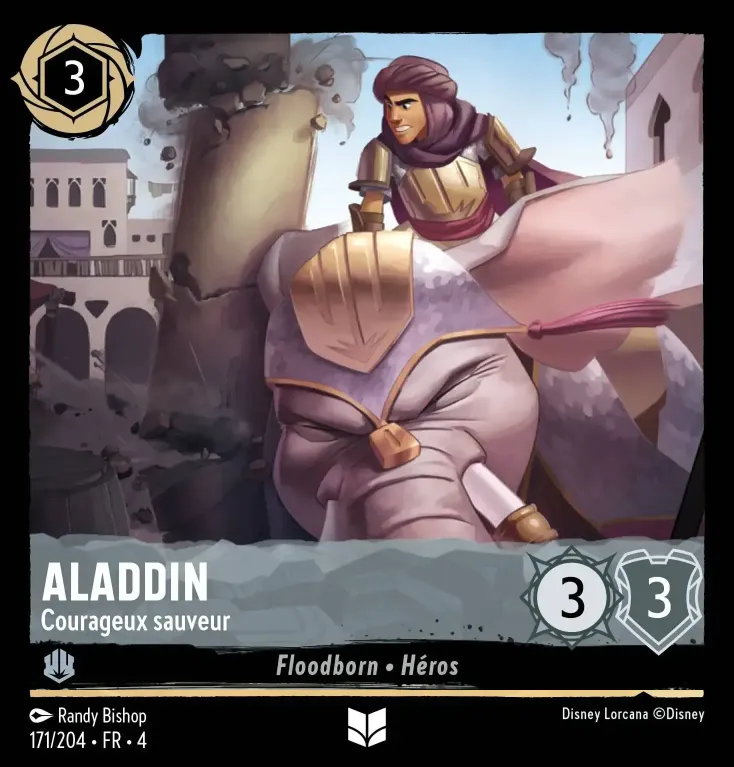 3
ALADDIN
Courageux sauveur
3 3
Floodborn • Héros
Randy Bishop
Disney Lorcana ©Disney
171/204 • FR • 4